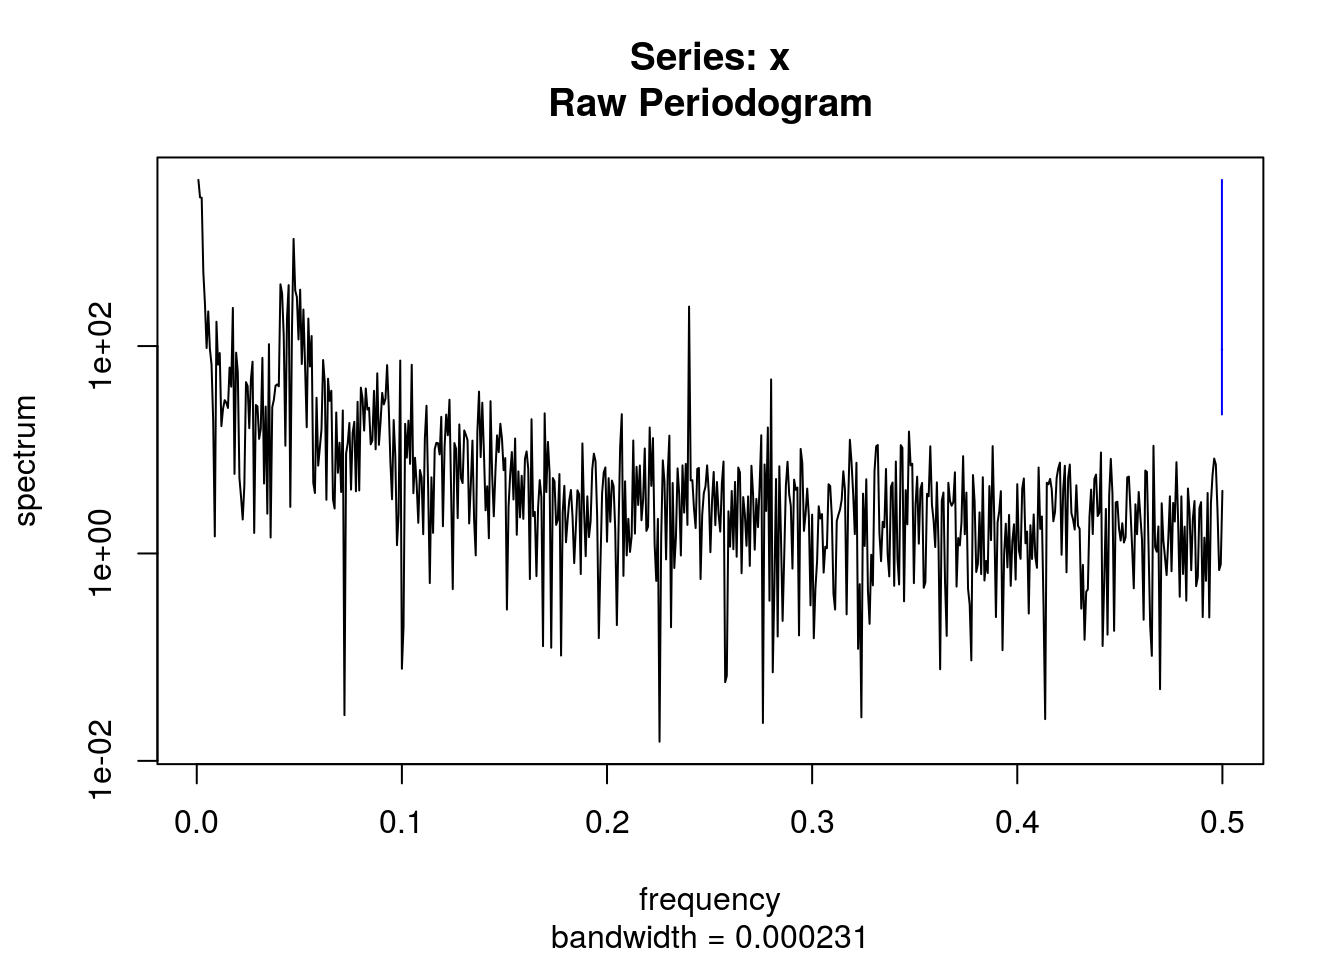 Series: x
Raw Periodogram
spectrum
1e+02
1e+00
1e-02
0.0 0.1 0.2 0.3 0.4 0.5
frequency
bandwidth = 0.000231